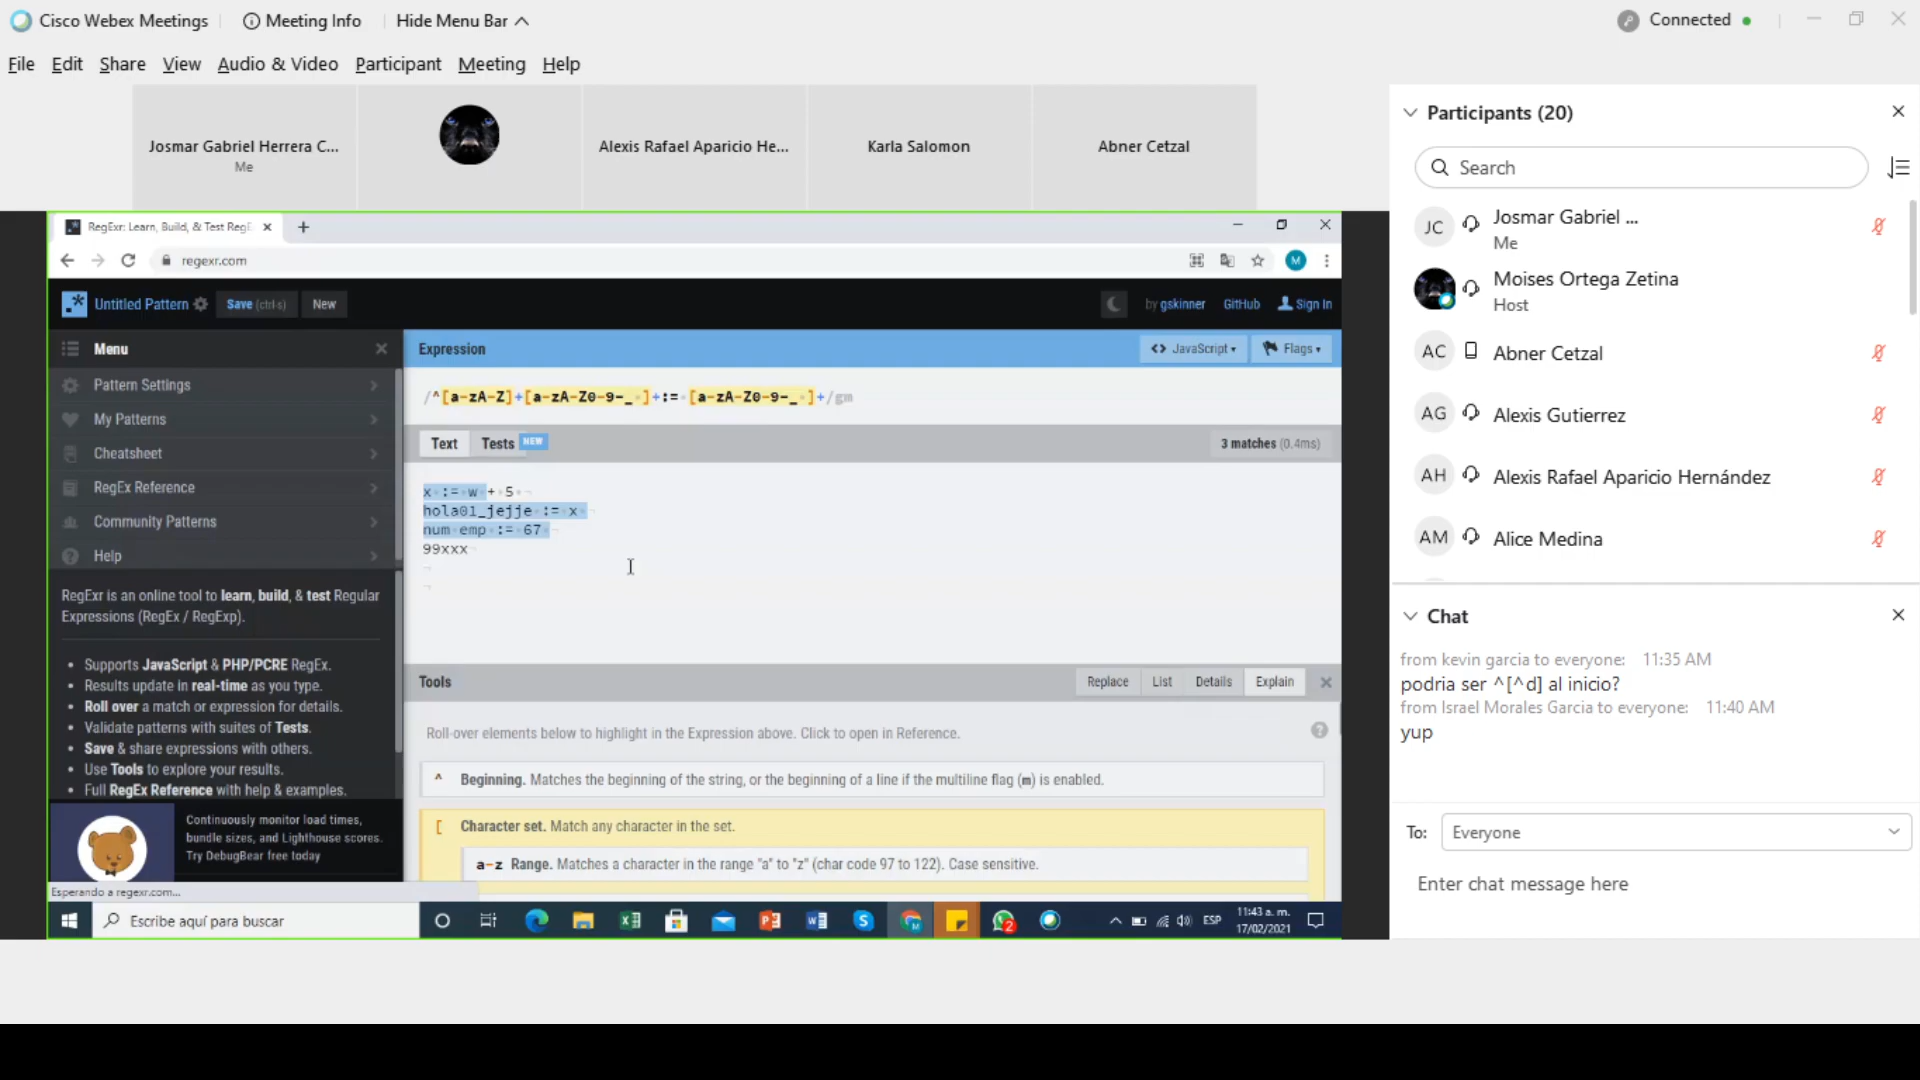 Cisco Webex Meetings
Meeting Info
Hide Menu Bar
Connected
File Edit Share View Audio & Video Participant Meeting Help
Josmar Gabriel Herrera C...
Me
Alexis Rafael Aparicio He...
Karla Salomon
Abner Cetzal
Participants (20)
Search
JC
Josmar Gabriel ...
Me
Moises Ortega Zetina
Host
AC
Abner Cetzal
AG
Alexis Gutierrez
AH
Alexis Rafael Aparicio Hernández
AM
Alice Medina
Chat
from kevin garcia to everyone: 11:35 AM
podria ser ^[^d] al inicio?
from Israel Morales Garcia to everyone: 11:40 AM
yup
To: Everyone
Enter chat message here
RegExr: Learn, Build, & Test RegE
regexr.com
M
Untitled Pattern
Save (ctrl-s)
New
by gskinner
GitHub
Sign In
Menu
Pattern Settings
My Patterns
Cheatsheet
RegEx Reference
Community Patterns
Help
RegExr is an online tool to learn, build, & test Regular
Expressions (RegEx / RegExp).
• Supports JavaScript & PHP/PCRE RegEx.
• Results update in real-time as you type.
• Roll over a match or expression for details.
• Validate patterns with suites of Tests.
• Save & share expressions with others.
• Use Tools to explore your results.
• Full RegEx Reference with help & examples.
Continuously monitor load times,
bundle sizes, and Lighthouse scores.
Try DebugBear free today
Esperando a regexr.com...
Expression
JavaScript
Flags
/^[a-zA-Z]+[a-zA-Z0-9-_ ]+:= [a-zA-Z0-9-_ ]+/gm
Text
Tests NEW
3 matches (0.4ms)
x := w + 5
hola01_jejje := x
num emp := 67
99xxx
Tools
Replace
List
Details
Explain
Roll-over elements below to highlight in the Expression above. Click to open in Reference.
^ Beginning. Matches the beginning of the string, or the beginning of a line if the multiline flag (m) is enabled.
[ Character set. Match any character in the set.
a-z Range. Matches a character in the range "a" to "z" (char code 97 to 122). Case sensitive.
Escribe aquí para buscar
2
ESP
11:43 a. m.
17/02/2021